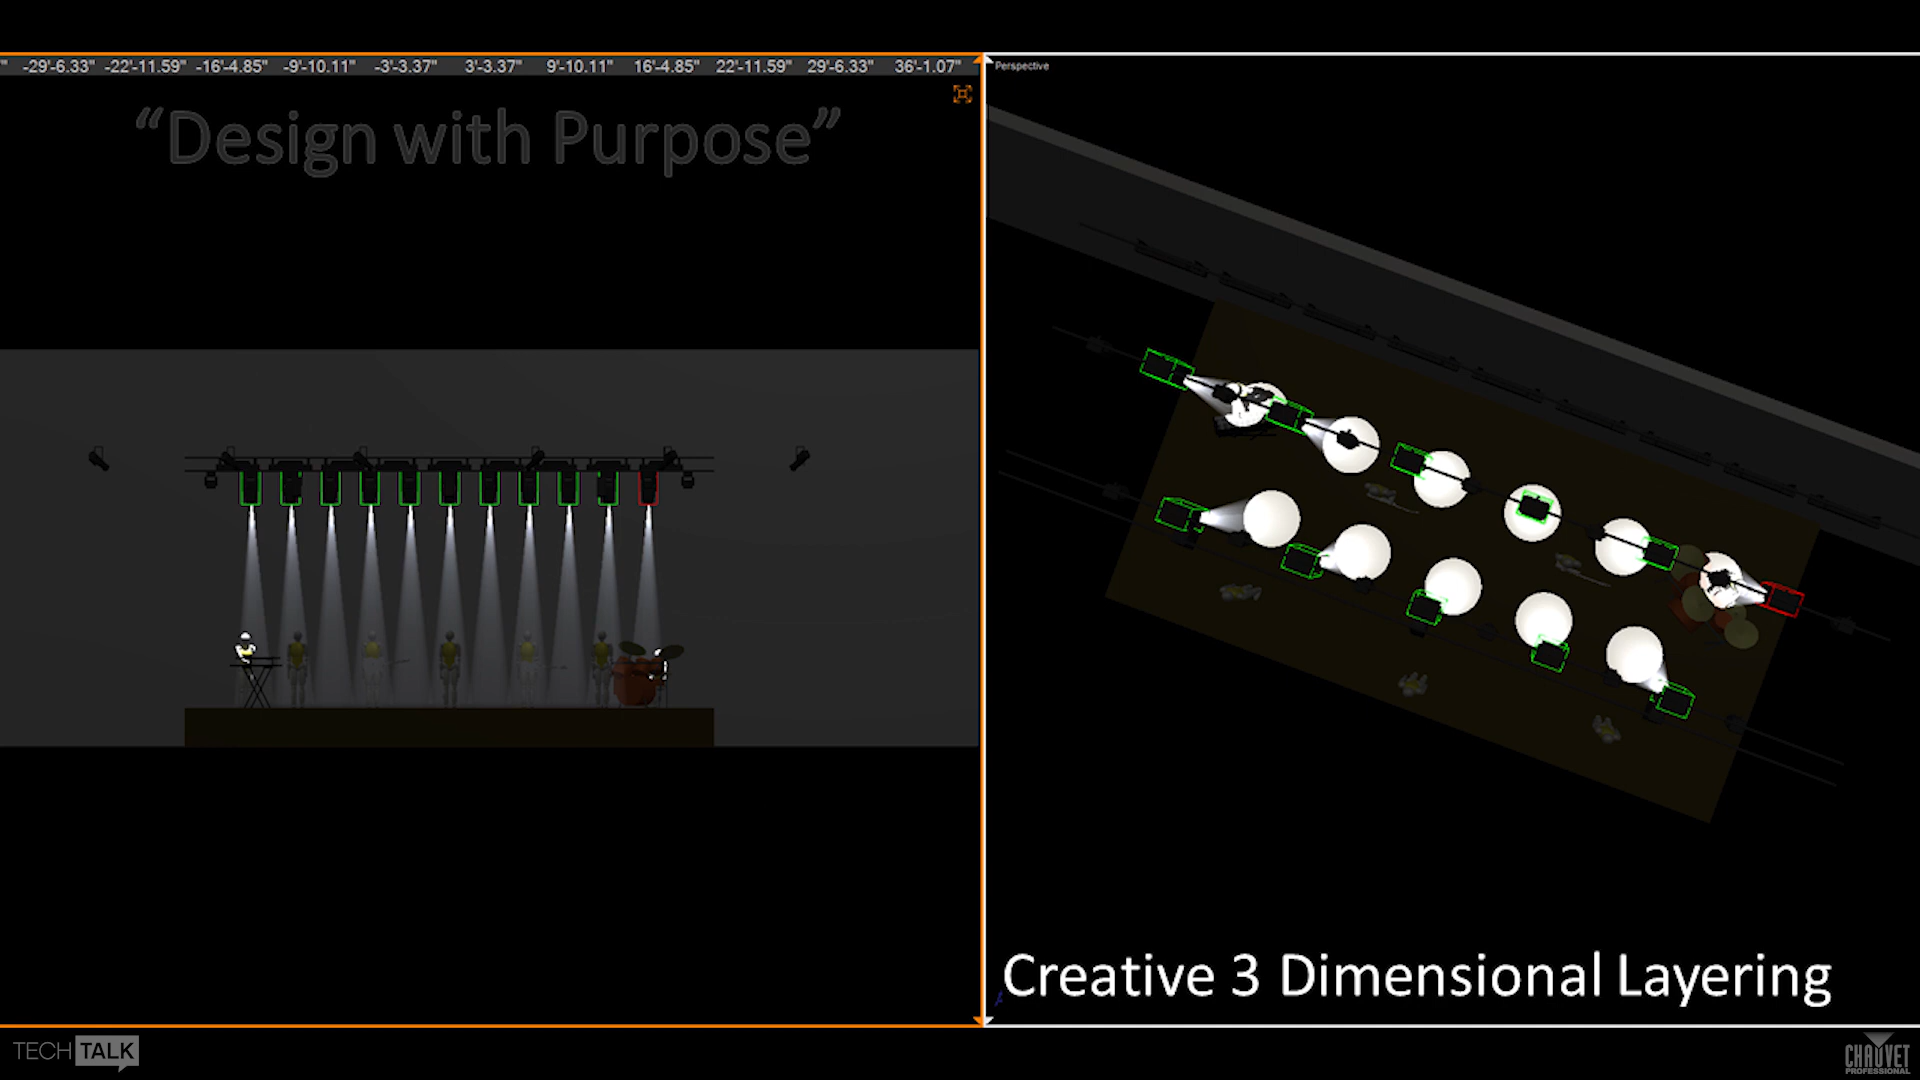 " -29'-6.33" -22'-11.59" -16'-4.85" -9'-10.11" -3'-3.37" 3'-3.37" 9'-10.11" 16'-4.85" 22'-11.59" 29'-6.33" 36'-1.07"
Perspective
“Design with Purpose”
Creative 3 Dimensional Layering
TECH TALK
CHAUVET
PROFESSIONAL